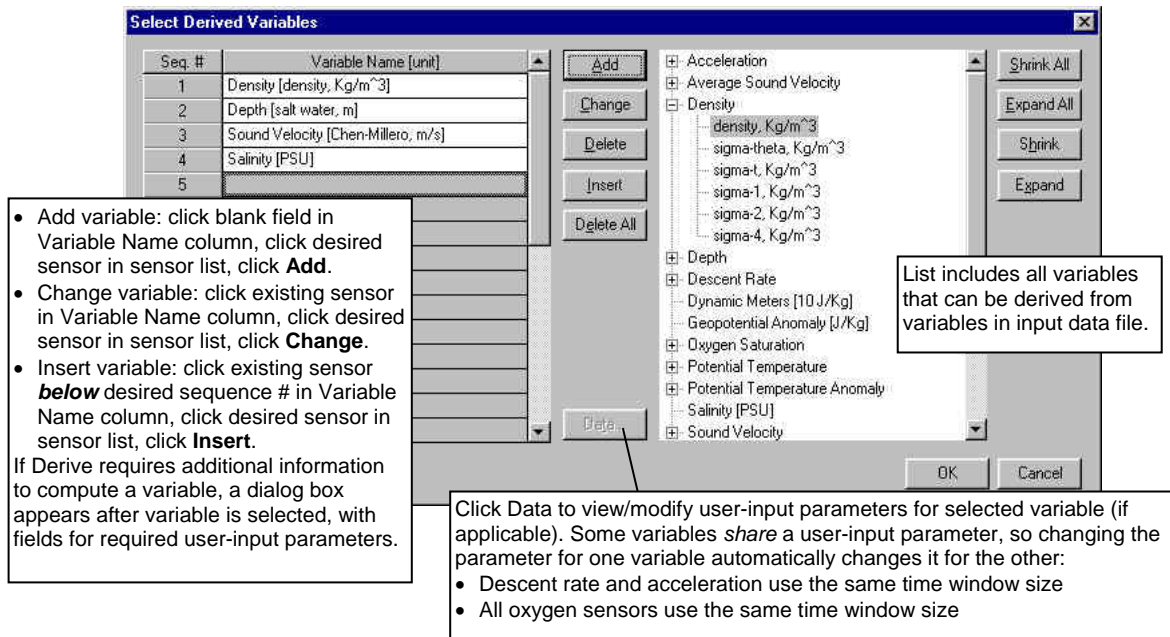 Select Derived Variables
Seq. # Variable Name [unit]
1 Density [density, Kg/m^3]
2 Depth [salt water, m]
3 Sound Velocity [Chen-Millero, m/s]
4 Salinity [PSU]
5
Add
Change
Delete
Insert
Delete All
Data...
Acceleration
Average Sound Velocity
Density
density, Kg/m^3
sigma-theta, Kg/m^3
sigma-t, Kg/m^3
sigma-1, Kg/m^3
sigma-2, Kg/m^3
sigma-4, Kg/m^3
Depth
Descent Rate
Dynamic Meters [10 J/Kg]
Geopotential Anomaly [J/Kg]
Oxygen Saturation
Potential Temperature
Potential Temperature Anomaly
Salinity [PSU]
Sound Velocity
Shrink All
Expand All
Shrink
Expand
OK
Cancel
• Add variable: click blank field in
Variable Name column, click desired
sensor in sensor list, click Add.
• Change variable: click existing sensor
in Variable Name column, click desired
sensor in sensor list, click Change.
• Insert variable: click existing sensor
below desired sequence # in Variable
Name column, click desired sensor in
sensor list, click Insert.
If Derive requires additional information
to compute a variable, a dialog box
appears after variable is selected, with
fields for required user-input parameters.
List includes all variables
that can be derived from
variables in input data file.
Click Data to view/modify user-input parameters for selected variable (if
applicable). Some variables share a user-input parameter, so changing the
parameter for one variable automatically changes it for the other:
• Descent rate and acceleration use the same time window size
• All oxygen sensors use the same time window size